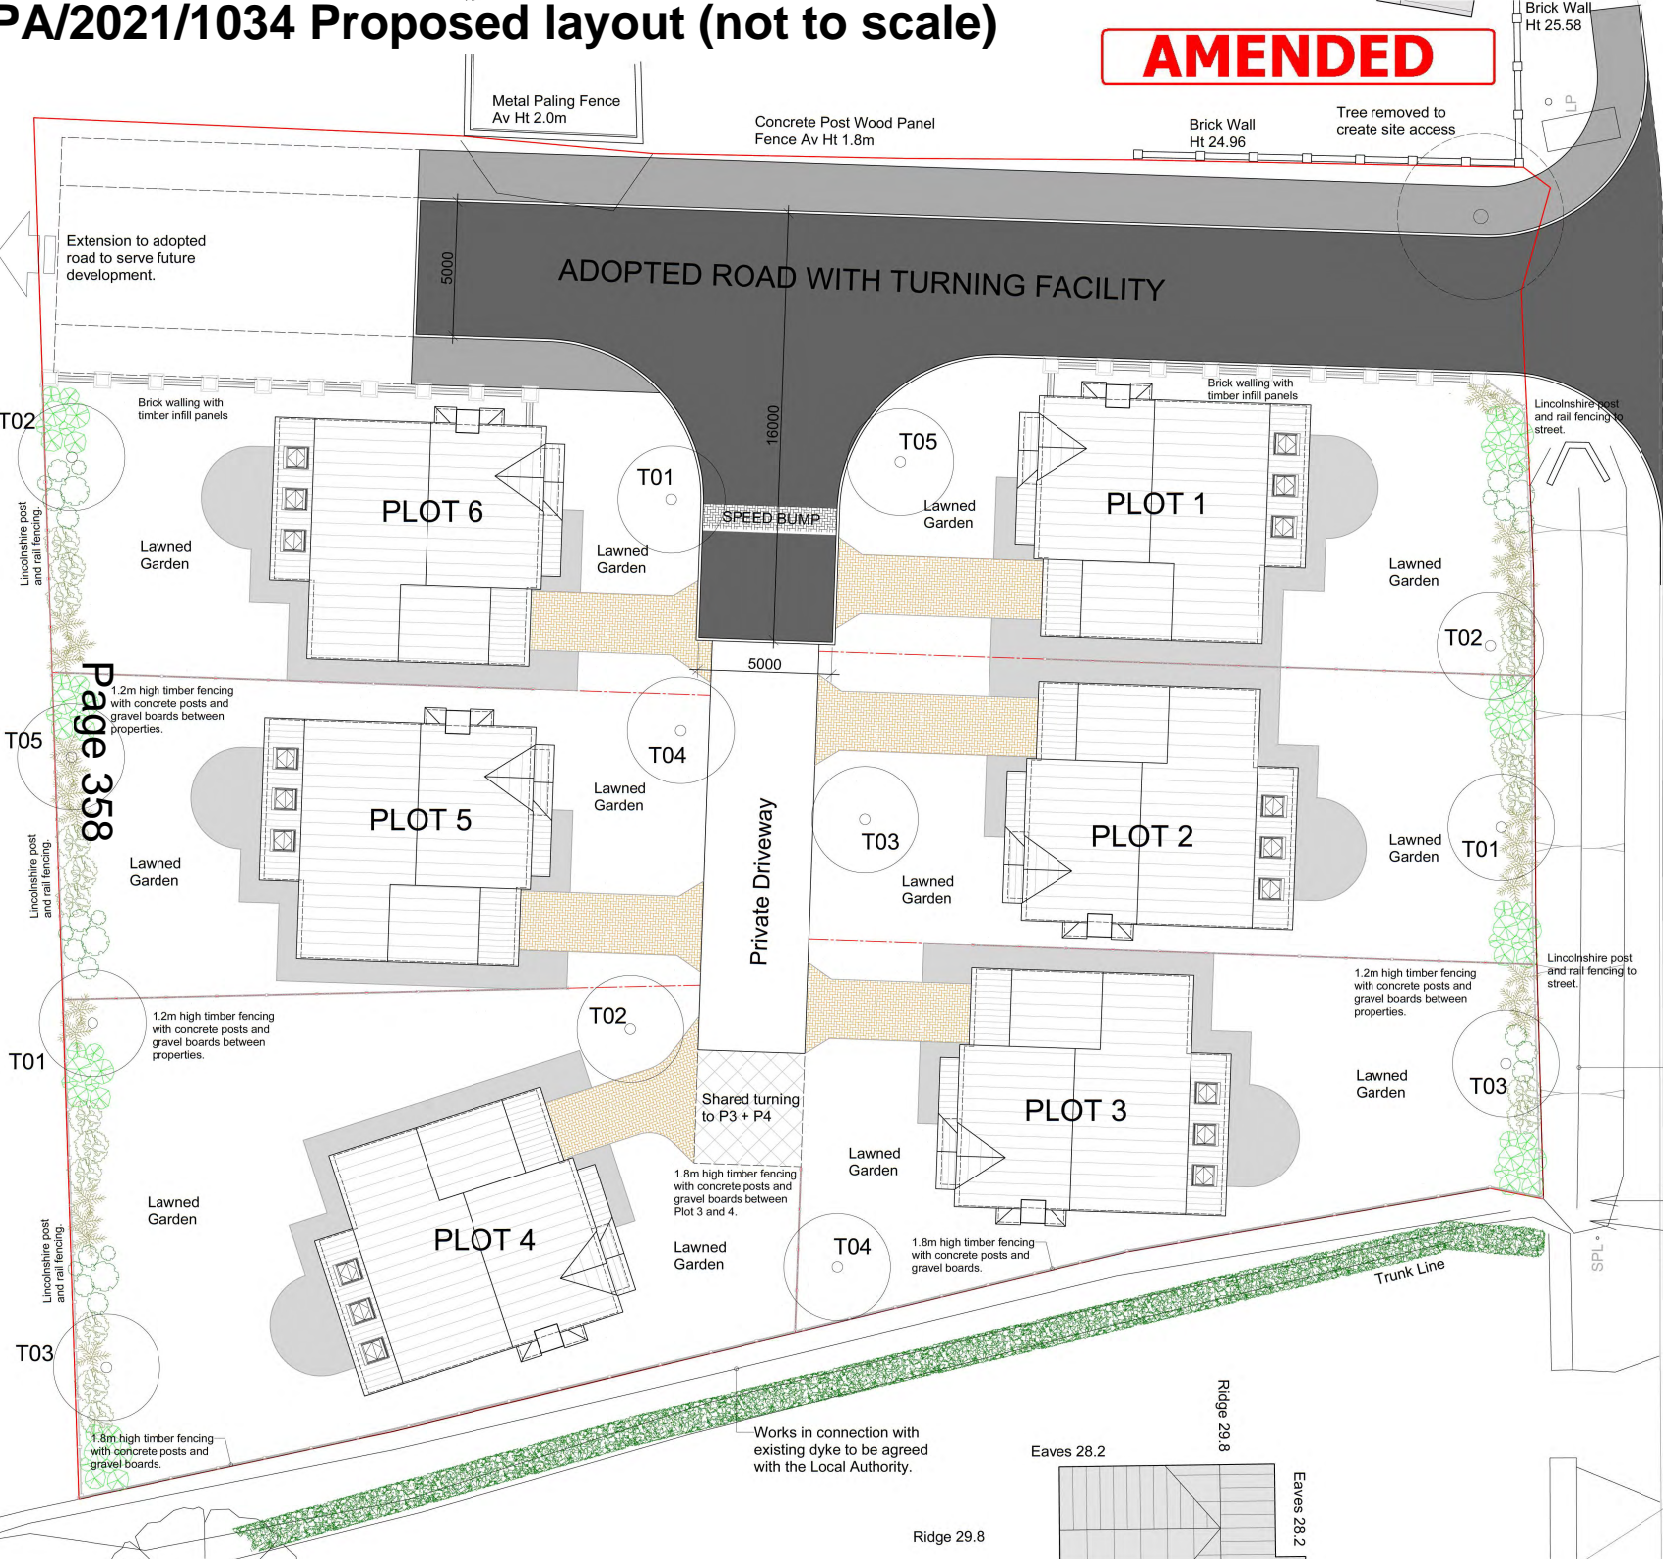 PA/2021/1034 Proposed layout (not to scale)
AMENDED
Brick Wall
Ht 25.58
LP
Metal Paling Fence
Av Ht 2.0m
Concrete Post Wood Panel
Fence Av Ht 1.8m
Brick Wall
Ht 24.96
Tree removed to
create site access
Extension to adopted
road to serve future
development.
5000
ADOPTED ROAD WITH TURNING FACILITY
16000
Brick walling with
timber infill panels
Brick walling with
timber infill panels
Lincolnshire post
and rail fencing to
street.
T02
T01
T05
PLOT 6
PLOT 1
SPEED BUMP
Lawned
Garden
Lincolnshire post
and rail fencing.
Lawned
Garden
Lawned
Garden
Lawned
Garden
T02
5000
Page 358
1.2m high timber fencing
with concrete posts and
gravel boards between
properties.
T05
T04
Lawned
Garden
PLOT 5
PLOT 2
T03
T01
Lawned
Garden
Lincolnshire post
and rail fencing.
Lawned
Garden
Lawned
Garden
Private Driveway
Lincolnshire post
and rail fencing to
street.
1.2m high timber fencing
with concrete posts and
gravel boards between
properties.
T02
1.2m high timber fencing
with concrete posts and
gravel boards between
properties.
T01
Lawned
Garden
T03
Shared turning
to P3 + P4
PLOT 3
Lawned
Garden
1.8m high timber fencing
with concrete posts and
gravel boards between
Plot 3 and 4.
Lawned
Garden
Lincolnshire post
and rail fencing.
PLOT 4
Lawned
Garden
T04
1.8m high timber fencing
with concrete posts and
gravel boards.
SPL
Trunk Line
T03
1.8m high timber fencing
with concrete posts and
gravel boards.
Works in connection with
existing dyke to be agreed
with the Local Authority.
Ridge 29.8
Eaves 28.2
Eaves 28.2
Ridge 29.8